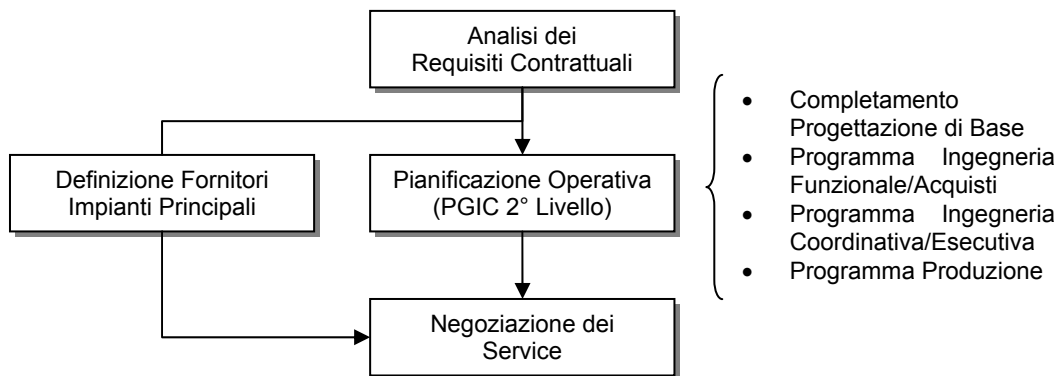 Analisi dei
Requisiti Contrattuali
Definizione Fornitori
Impianti Principali
Pianificazione Operativa
(PGIC 2° Livello)
Negoziazione dei
Service
• Completamento
Progettazione di Base
• Programma Ingegneria
Funzionale/Acquisti
• Programma Ingegneria
Coordinativa/Esecutiva
• Programma Produzione